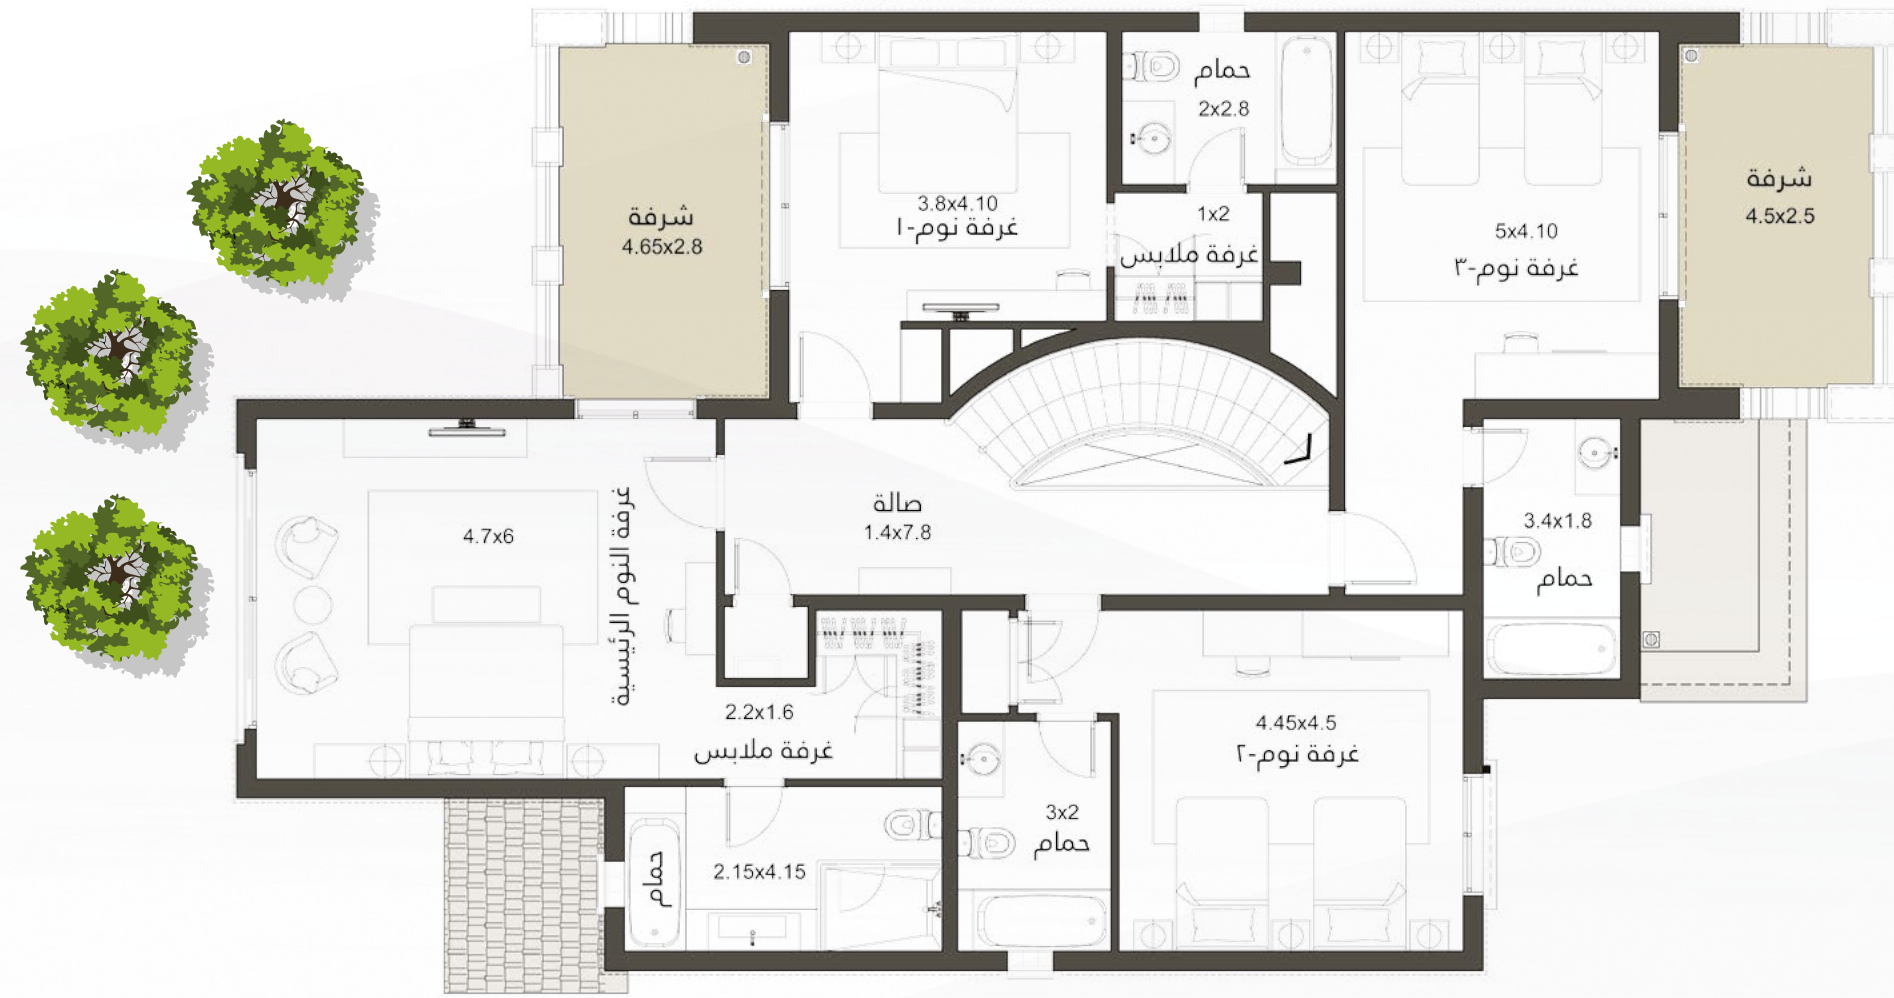 حمام
2x2.8
شرفة
4.5x2.5
شرفة
4.65x2.8
3.8x4.10
غرفة نوم-١
1x2
غرفة ملابس
5x4.10
غرفة نوم-٣
صالة
1.4x7.8
4.7x6
غرفة النوم الرئيسية
3.4x1.8
حمام
2.2x1.6
غرفة ملابس
4.45x4.5
غرفة نوم-٢
3x2
حمام
حمام
2.15x4.15